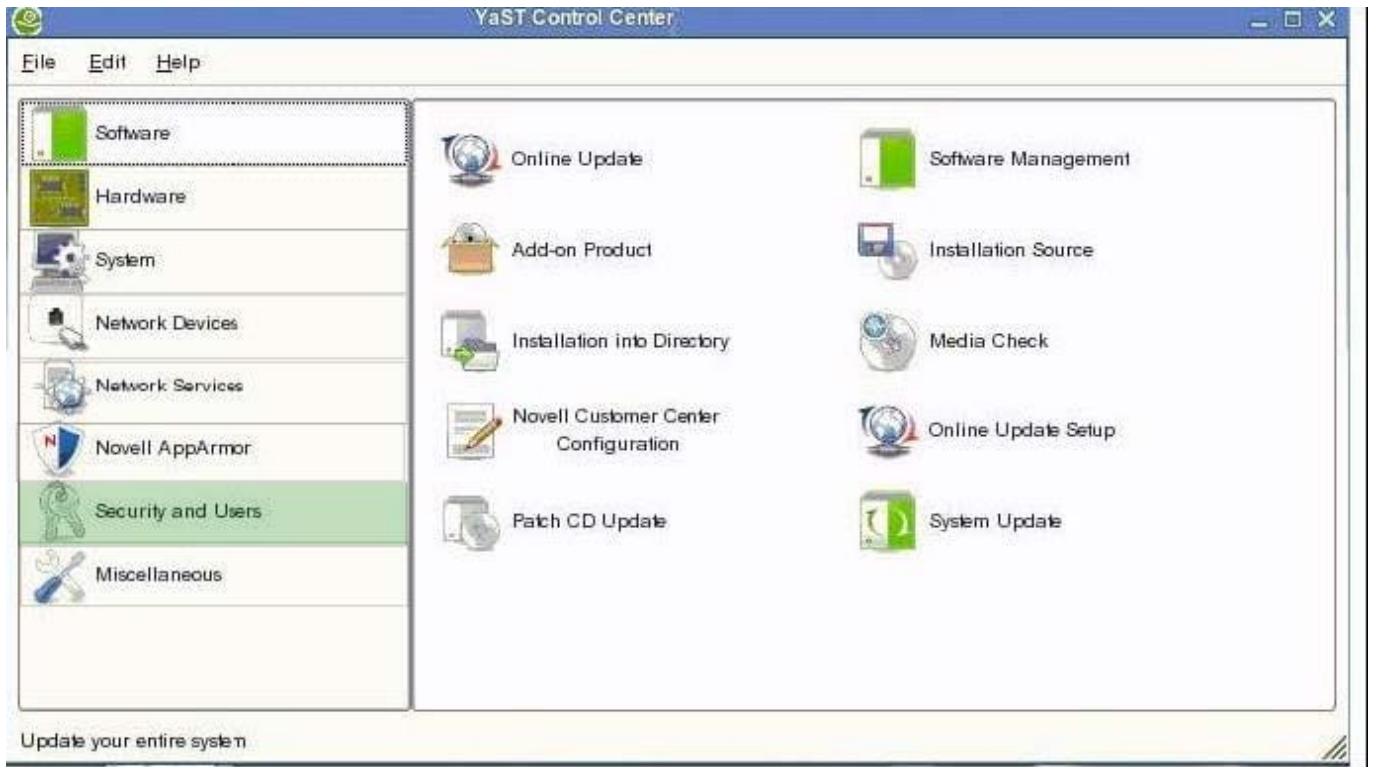 YaST Control Center
File Edit Help
Software
Hardware
System
Network Devices
Network Services
Novell AppArmor
Security and Users
Miscellaneous
Online Update
Software Management
Add-on Product
Installation Source
Installation into Directory
Media Check
Novell Customer Center
Configuration
Online Update Setup
Patch CD Update
System Update
Update your entire system